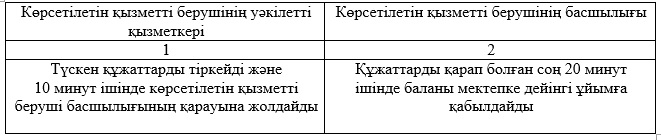 Көрсетілетін қызметті берушінің уәкілетті
қызметкері
Көрсетілетін қызметті берушінің басшылығы
1
2
Түскен құжаттарды тіркейді және
10 минут ішінде көрсетілетін қызметті
беруші басшылығының қарауына жолдайды
Құжаттарды қарап болған соң 20 минут
ішінде баланы мектепке дейінгі ұйымға
қабылдайды